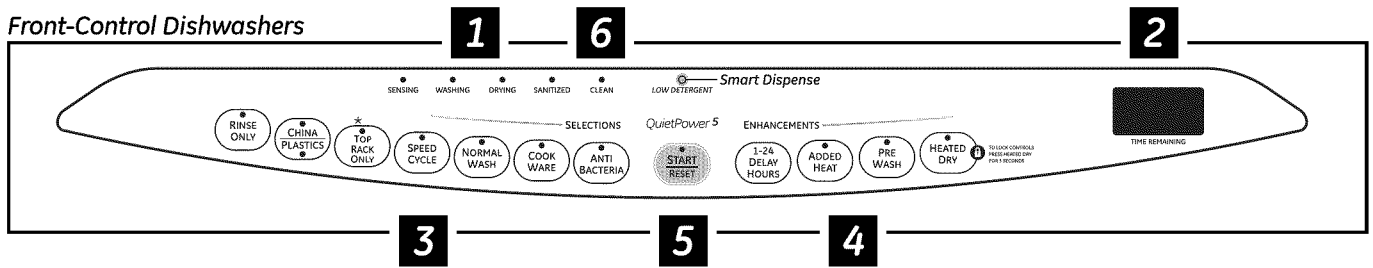 Front-Control Dishwashers
1
6
2
Smart Dispense
SENSING
WASHING
DRYING
SANITIZED
CLEAN
LOW DETERGENT
RINSE
ONLY
CHINA
PLASTICS
*
TOP
RACK
ONLY
SPEED
CYCLE
SELECTIONS
NORMAL
WASH
COOK
WARE
ANTI
BACTERIA
QuietPower 5
START
RESET
ENHANCEMENTS
1-24
DELAY
HOURS
ADDED
HEAT
PRE
WASH
HEATED
DRY
TO LOCK CONTROLS
PRESS HEATED DRY
FOR 3 SECONDS
TIME REMAINING
3
5
4